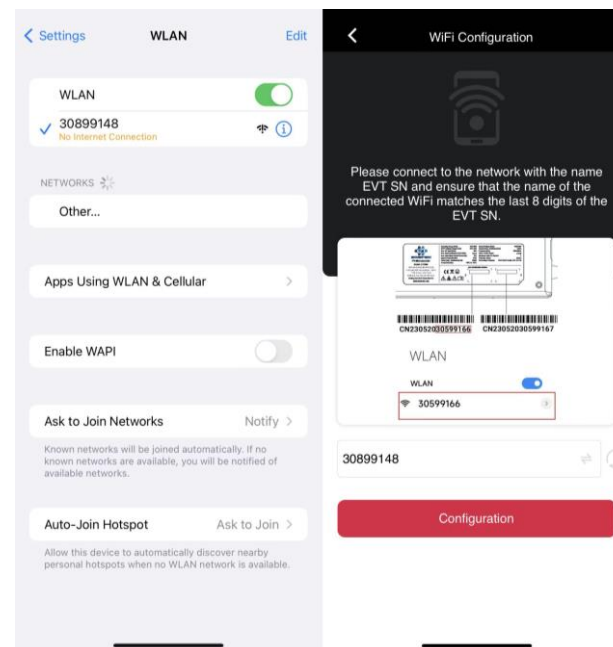 Settings
WLAN
Edit
WLAN
30899148
No Internet Connection
NETWORKS
Other...
Apps Using WLAN & Cellular
Enable WAPI
Ask to Join Networks
Notify
Known networks will be joined automatically. If no
known networks are available, you will be notified of
available networks.
Auto-Join Hotspot
Ask to Join
Allow this device to automatically discover nearby
personal hotspots when no WLAN network is available.
WiFi Configuration
Please connect to the network with the name
EVT SN and ensure that the name of the
connected WiFi matches the last 8 digits of the
EVT SN.
CN23052030599166
CN23052030599167
WLAN
WLAN
30599166
30899148
Configuration